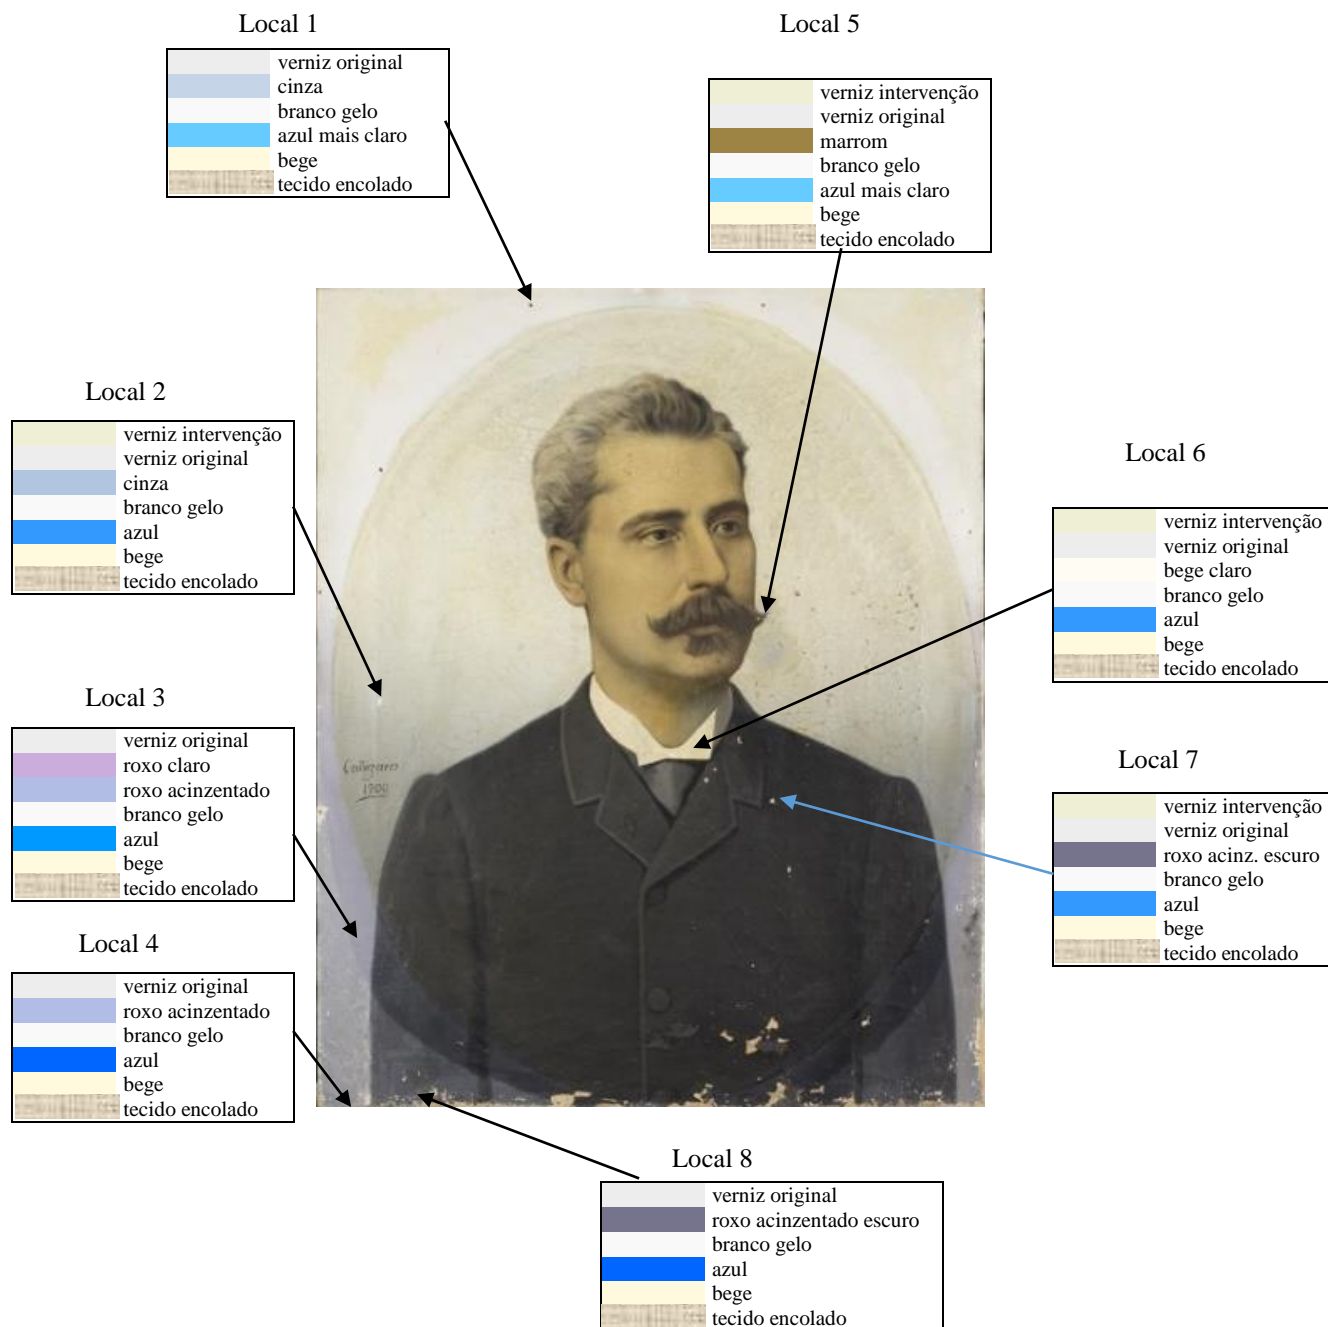 Local 1
verniz original
cinza
branco gelo
azul mais claro
bege
tecido encolado
Local 5
verniz intervenção
verniz original
marrom
branco gelo
azul mais claro
bege
tecido encolado
Local 2
verniz intervenção
verniz original
cinza
branco gelo
azul
bege
tecido encolado
Local 6
verniz intervenção
verniz original
bege claro
branco gelo
azul
bege
tecido encolado
Local 3
verniz original
roxo claro
roxo acinzentado
branco gelo
azul
bege
tecido encolado
Local 7
verniz intervenção
verniz original
roxo acinz. escuro
branco gelo
azul
bege
tecido encolado
1900
Local 4
verniz original
roxo acinzentado
branco gelo
azul
bege
tecido encolado
Local 8
verniz original
roxo acinzentado escuro
branco gelo
azul
bege
tecido encolado